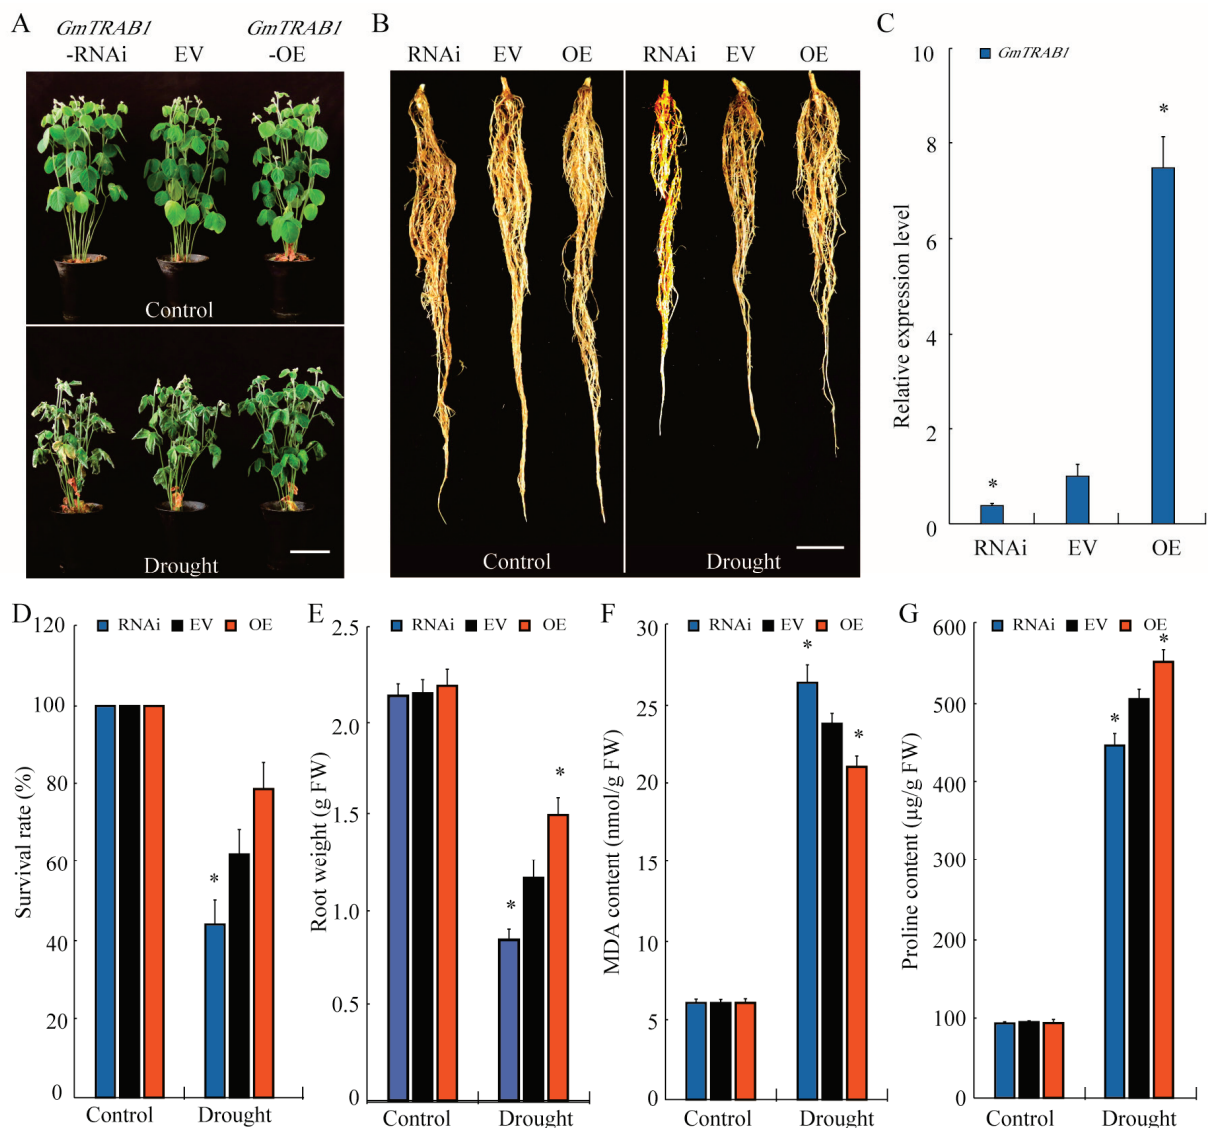 A
GmTRAB1
-RNAi
EV
GmTRAB1
-OE
Control
Drought
B
RNAi EV OE
RNAi EV OE
Control
Drought
C
GmTRAB1
Relative expression level
10
8
6
4
2
0
RNAi EV OE
D
RNAi EV OE
Survival rate (%)
120
100
80
60
40
20
0
Control Drought
*
E
RNAi EV OE
Root weight (g FW)
2.5
2.0
1.5
1.0
0.5
0
Control Drought
* *
F
RNAi EV OE
MDA content (nmol/g FW)
30
25
20
15
10
5
0
Control Drought
* *
G
RNAi EV OE
Proline content (μg/g FW)
600
500
400
300
200
100
0
Control Drought
* *